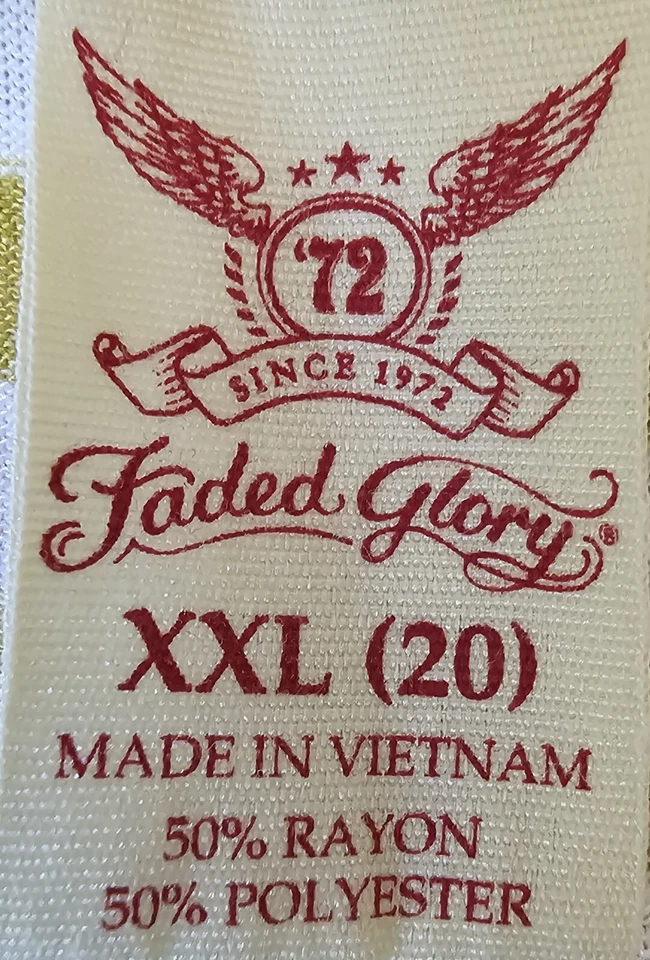 '72
SINCE 1972
Faded Glory®
XXL (20)
MADE IN VIETNAM
50% RAYON
50% POLYESTER